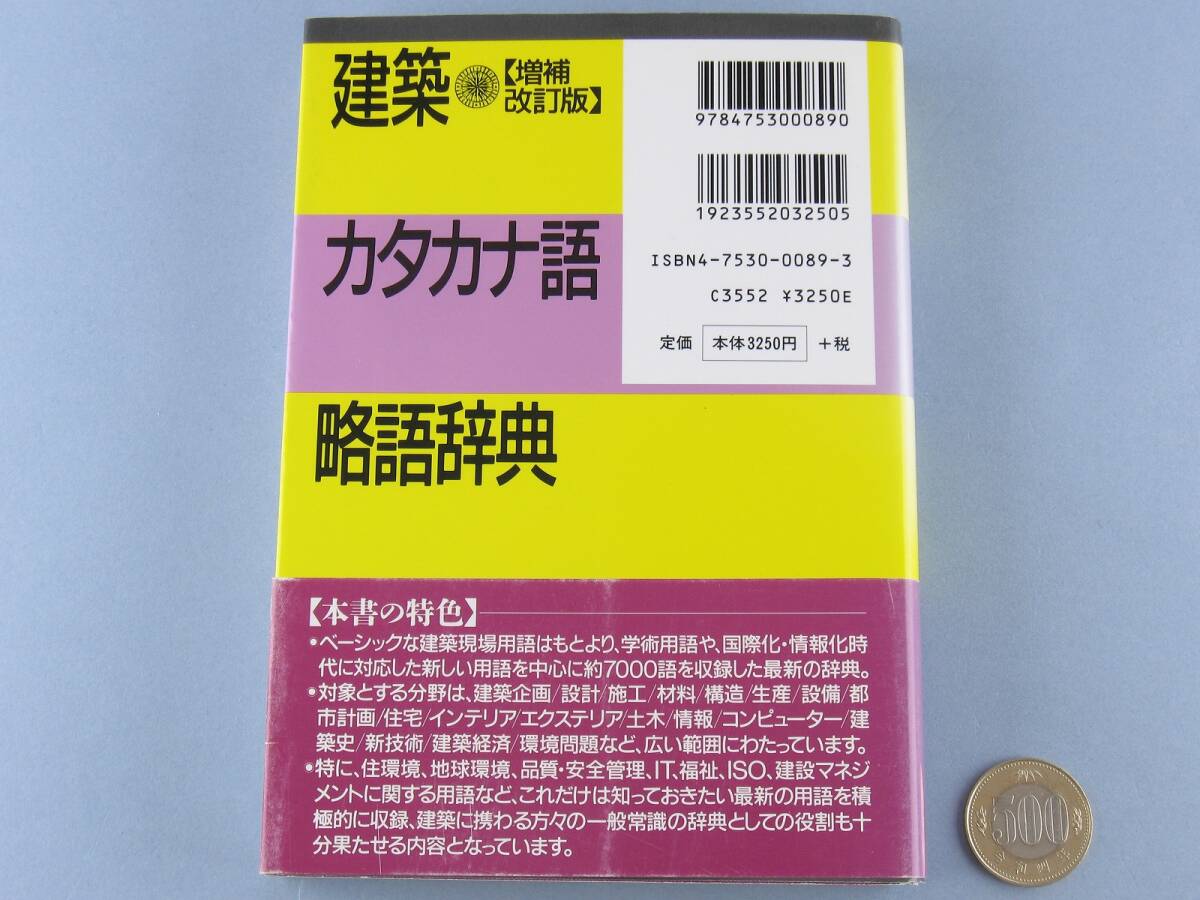 建築【増補
改訂版】
カタカナ語
略語辞典
9784753000890
1923552032505
ISBN4-7530-0089-3
C3552 ¥3250E
定価 本体3250円 +税
【本書の特色】
•ベーシックな建築現場用語はもとより、学術用語や、国際化・情報化時
代に対応した新しい用語を中心に約7000語を収録した最新の辞典。
•対象とする分野は、建築企画/設計/施工/材料/構造/生産/設備/都
市計画/住宅/インテリア/エクステリア/土木/情報/コンピューター/建
築史/新技術/建築経済/環境問題など、広い範囲にわたっています。
•特に、住環境、地球環境、品質・安全管理、IT、福祉、ISO、建設マネジ
メントに関する用語など、これだけは知っておきたい最新の用語を積
極的に収録、建築に携わる方々の一般常識の辞典としての役割も十
分果たせる内容となっています。
500